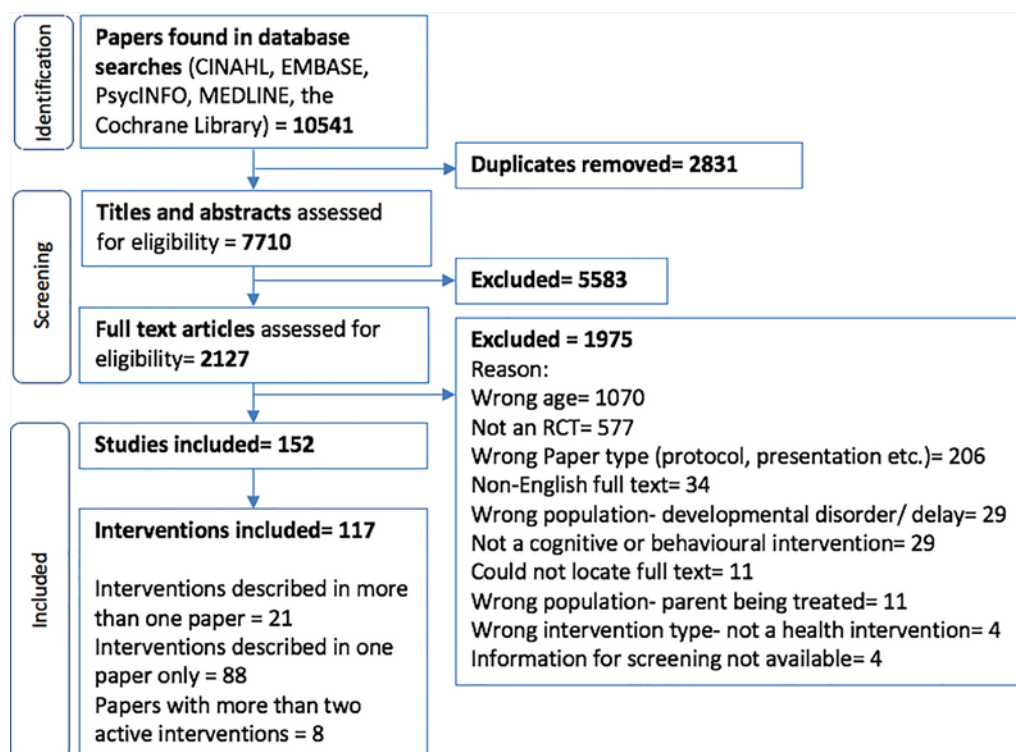 Identification
Papers found in database
searches (CINAHL, EMBASE,
PsycINFO, MEDLINE, the
Cochrane Library) = 10541
Duplicates removed= 2831
Screening
Titles and abstracts assessed
for eligibility = 7710
Excluded= 5583
Full text articles assessed for
eligibility= 2127
Excluded = 1975
Reason:
Wrong age= 1070
Not an RCT= 577
Wrong Paper type (protocol, presentation etc.)= 206
Non-English full text= 34
Wrong population- developmental disorder/ delay= 29
Not a cognitive or behavioural intervention= 29
Could not locate full text= 11
Wrong population- parent being treated= 11
Wrong intervention type- not a health intervention= 4
Information for screening not available= 4
Included
Studies included= 152
Interventions included= 117
Interventions described in more
than one paper = 21
Interventions described in one
paper only = 88
Papers with more than two
active interventions = 8